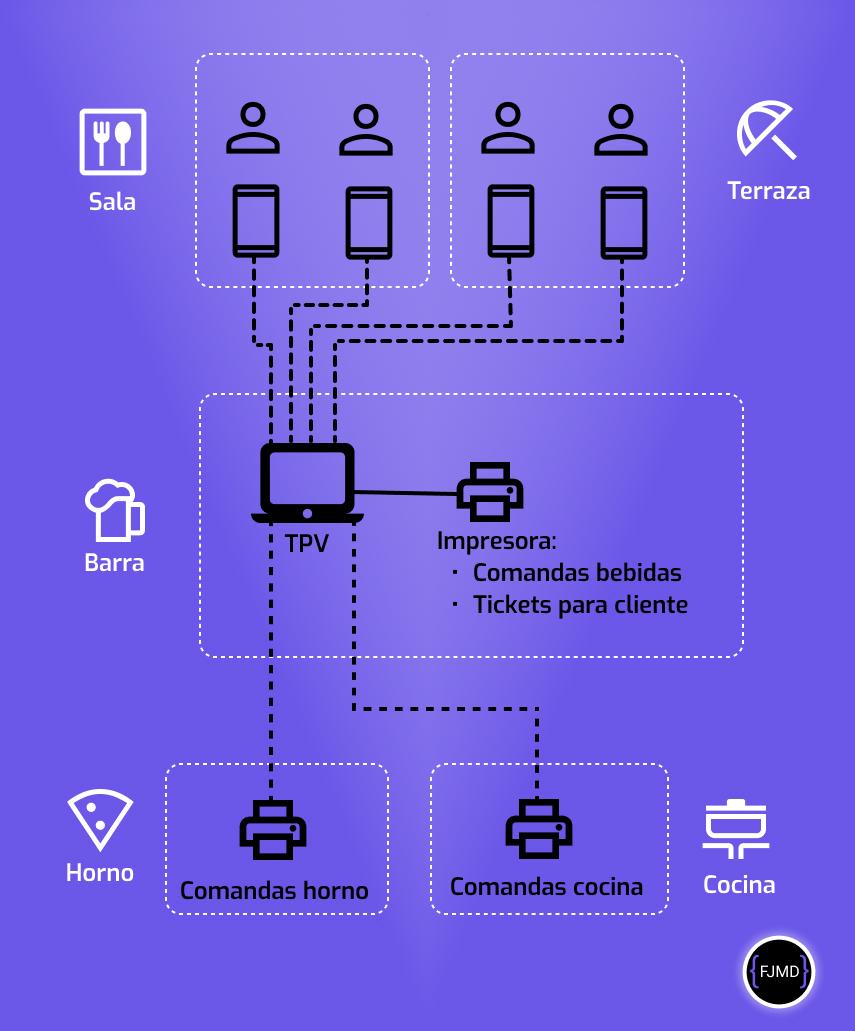 Sala
Terraza
Barra
TPV
Impresora:
· Comandas bebidas
· Tickets para cliente
Horno
Comandas horno
Comandas cocina
Cocina
{FJMD}